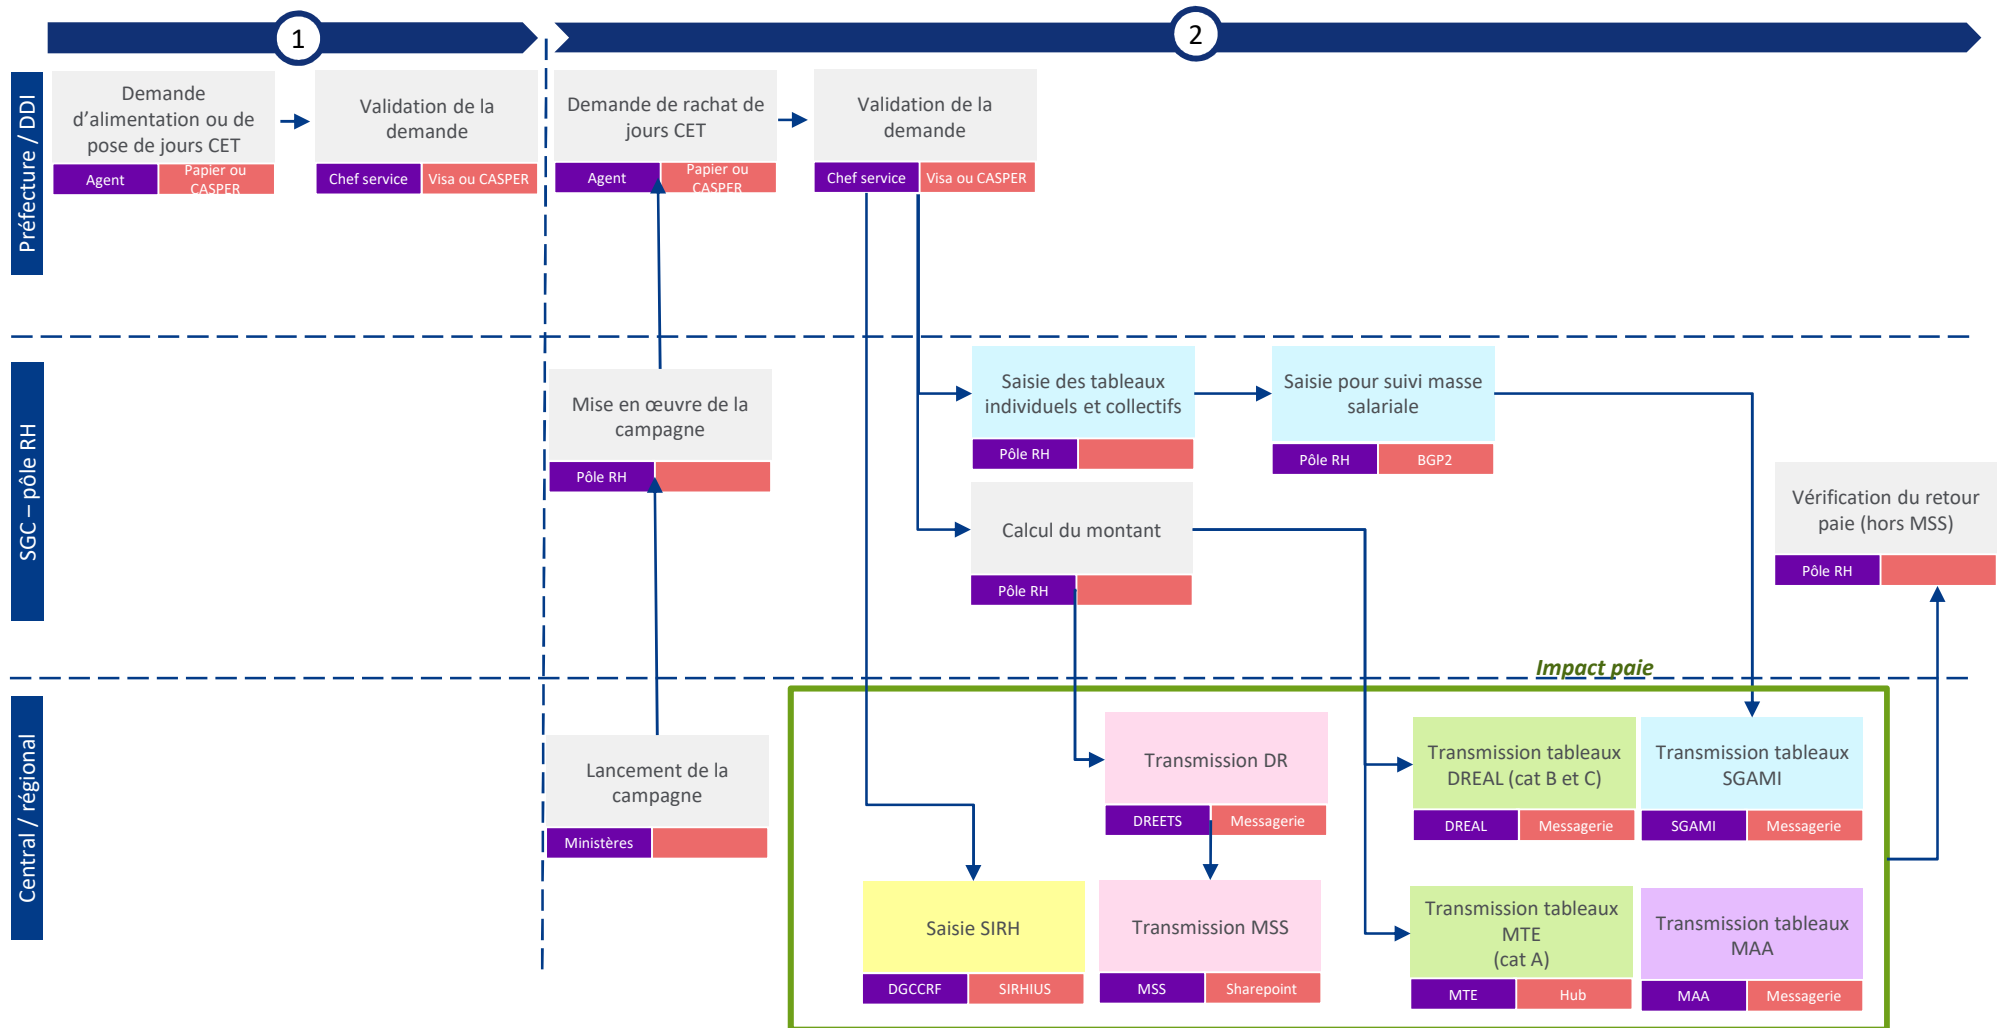 1
2
Préfecture / DDI
Demande
d’alimentation ou de
pose de jours CET
Agent
Papier ou
CASPER
Validation de la
demande
Chef service
Visa ou CASPER
Demande de rachat de
jours CET
Agent
Papier ou
CASPER
Validation de la
demande
Chef service
Visa ou CASPER
SGC – pôle RH
Mise en œuvre de la
campagne
Pôle RH
Saisie des tableaux
individuels et collectifs
Pôle RH
Saisie pour suivi masse
salariale
Pôle RH
BGP2
Calcul du montant
Pôle RH
Vérification du retour
paie (hors MSS)
Pôle RH
Impact paie
Central / régional
Lancement de la
campagne
Ministères
Transmission DR
DREETS
Messagerie
Transmission tableaux
DREAL (cat B et C)
DREAL
Messagerie
Transmission tableaux
SGAMI
SGAMI
Messagerie
Saisie SIRH
DGCCRF
SIRHIUS
Transmission MSS
MSS
Sharepoint
Transmission tableaux
MTE
(cat A)
MTE
Hub
Transmission tableaux
MAA
MAA
Messagerie